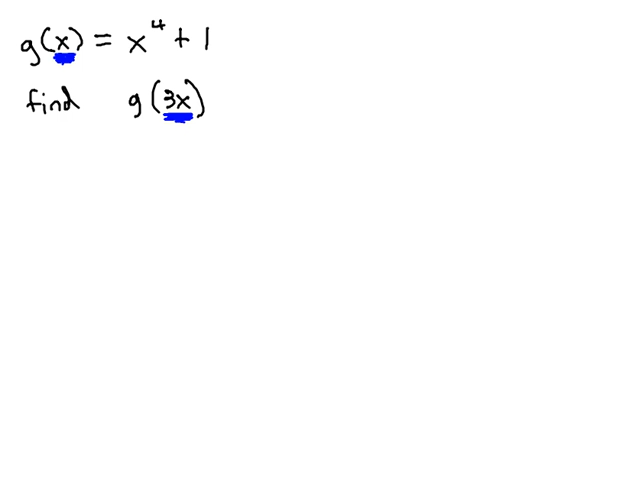 g(x) = x⁴ + 1
find g(3x)